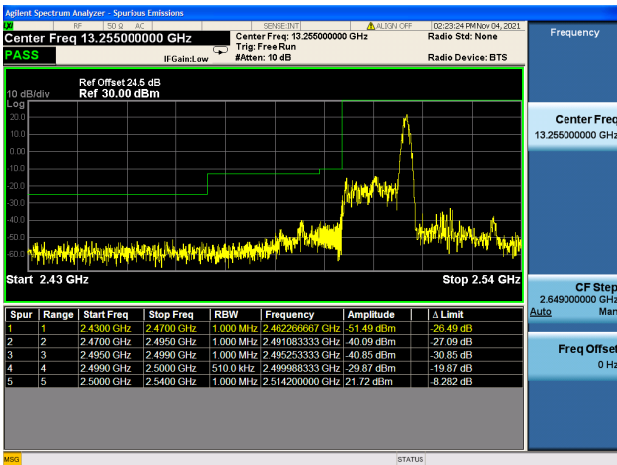 Agilent Spectrum Analyzer - Spurious Emissions
RF 50 Ω AC SENSE:INT ALIGN OFF 02:23:24 PM Nov 04, 2021
Center Freq 13.255000000 GHz
Center Freq: 13.255000000 GHz
Radio Std: None
Trig: Free Run
PASS
IFGain:Low
#Atten: 10 dB
Radio Device: BTS
Ref Offset 24.5 dB
10 dB/div
Ref 30.00 dBm
Log
20.0
10.0
0.00
-10.0
-20.0
-30.0
-40.0
-50.0
-60.0
Start 2.43 GHz
Stop 2.54 GHz
Spur Range Start Freq Stop Freq RBW Frequency Amplitude Δ Limit
1 1 2.4300 GHz 2.4700 GHz 1.000 MHz 2.462266667 GHz -51.49 dBm -26.49 dB
2 2 2.4700 GHz 2.4950 GHz 1.000 MHz 2.491083333 GHz -40.09 dBm -27.09 dB
3 3 2.4950 GHz 2.4990 GHz 1.000 MHz 2.495253333 GHz -40.85 dBm -30.85 dB
4 4 2.4990 GHz 2.5000 GHz 510.0 kHz 2.499988333 GHz -29.87 dBm -19.87 dB
5 5 2.5000 GHz 2.5400 GHz 1.000 MHz 2.514200000 GHz 21.72 dBm -8.282 dB
MSG
STATUS
Frequency
Center Freq
13.255000000 GHz
CF Step
2.649000000 GHz
Auto Man
Freq Offset
0 Hz